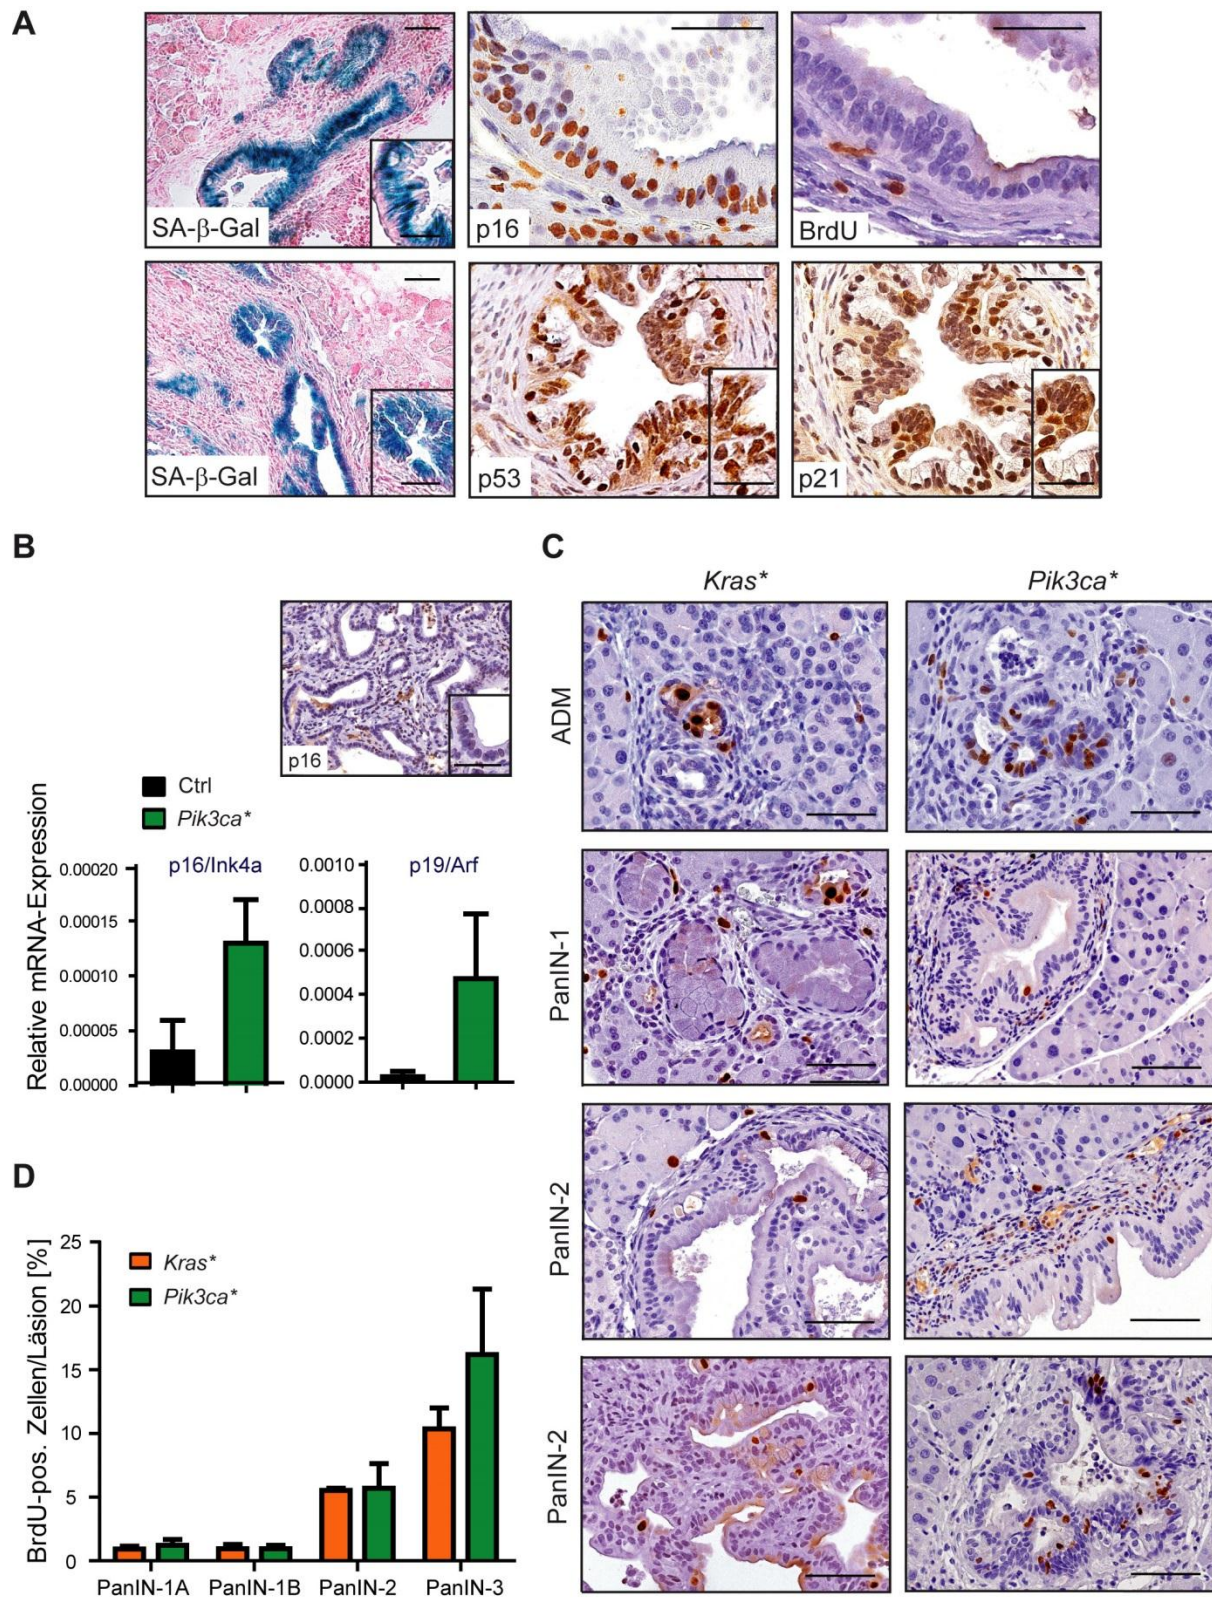 A
SA-β-Gal
p16
BrdU
SA-β-Gal
p53
p21
B
p16
Ctrl
Pik3ca*
Relative mRNA-Expression
p16/Ink4a
0.00020
0.00015
0.00010
0.00005
0.00000
p19/Arf
0.0010
0.0008
0.0006
0.0004
0.0002
0.0000
C
Kras*
Pik3ca*
ADM
PanIN-1
PanIN-2
PanIN-2
D
BrdU-pos. Zellen/Läsion [%]
25
20
15
10
5
0
Kras*
Pik3ca*
PanIN-1A
PanIN-1B
PanIN-2
PanIN-3